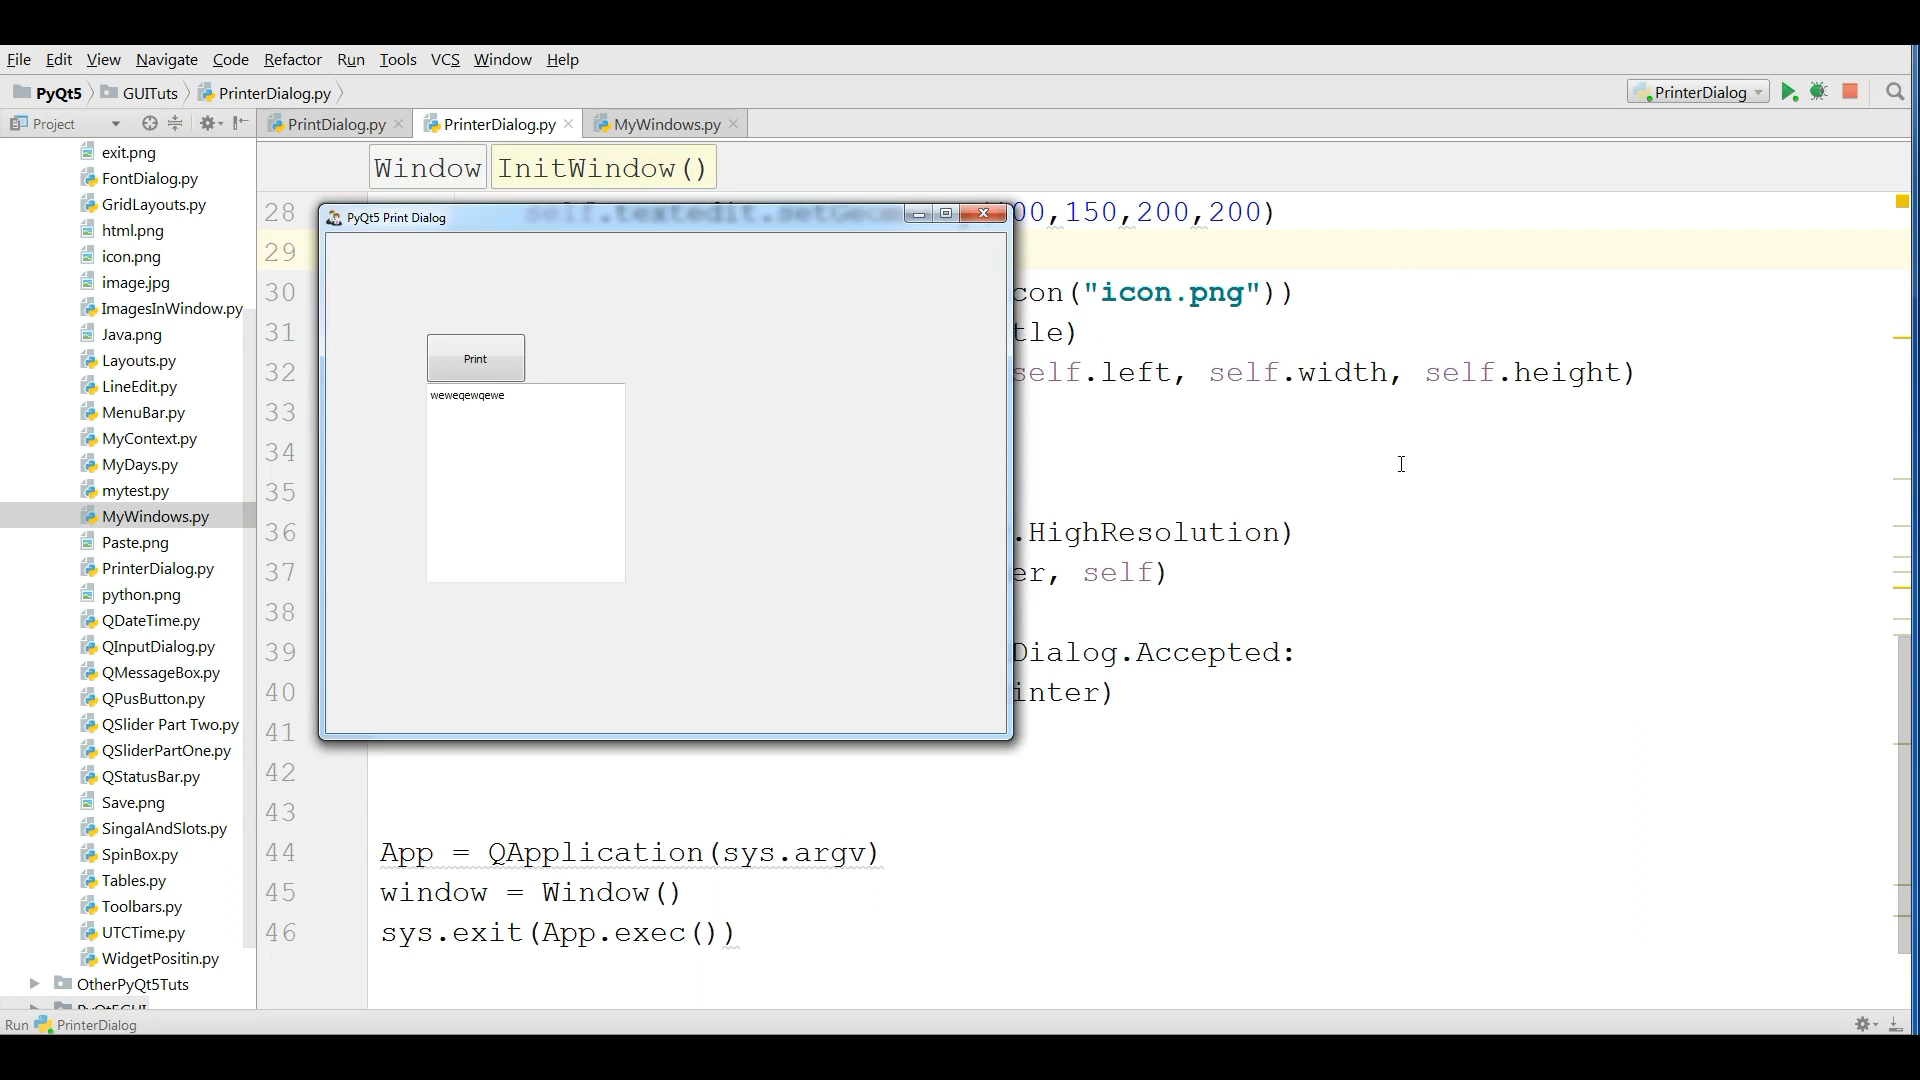 File Edit View Navigate Code Refactor Run Tools VCS Window Help
PyQt5 GUITuts PrinterDialog.py PrinterDialog
Project PrintDialog.py PrinterDialog.py MyWindows.py
Window InitWindow()
exit.png
FontDialog.py
GridLayouts.py
html.png
icon.png
image.jpg
ImagesInWindow.py
Java.png
Layouts.py
LineEdit.py
MenuBar.py
MyContext.py
MyDays.py
mytest.py
MyWindows.py
Paste.png
PrinterDialog.py
python.png
QDateTime.py
QInputDialog.py
QMessageBox.py
QPusButton.py
QSlider Part Two.py
QSliderPartOne.py
QStatusBar.py
Save.png
SingalAndSlots.py
SpinBox.py
Tables.py
Toolbars.py
UTCTime.py
WidgetPositin.py
OtherPyQt5Tuts
PyQt5GUI
PyQt5 Print Dialog
Print
weweqewqewe
28 self.textedit.setGeom 00,150,200,200)
29
30 con("icon.png"))
31 tle)
32 self.left, self.width, self.height)
33
34
35
36 .HighResolution)
37 er, self)
38
39 Dialog.Accepted:
40 inter)
41
42
43
44 App = QApplication(sys.argv)
45 window = Window()
46 sys.exit(App.exec())
Run PrinterDialog